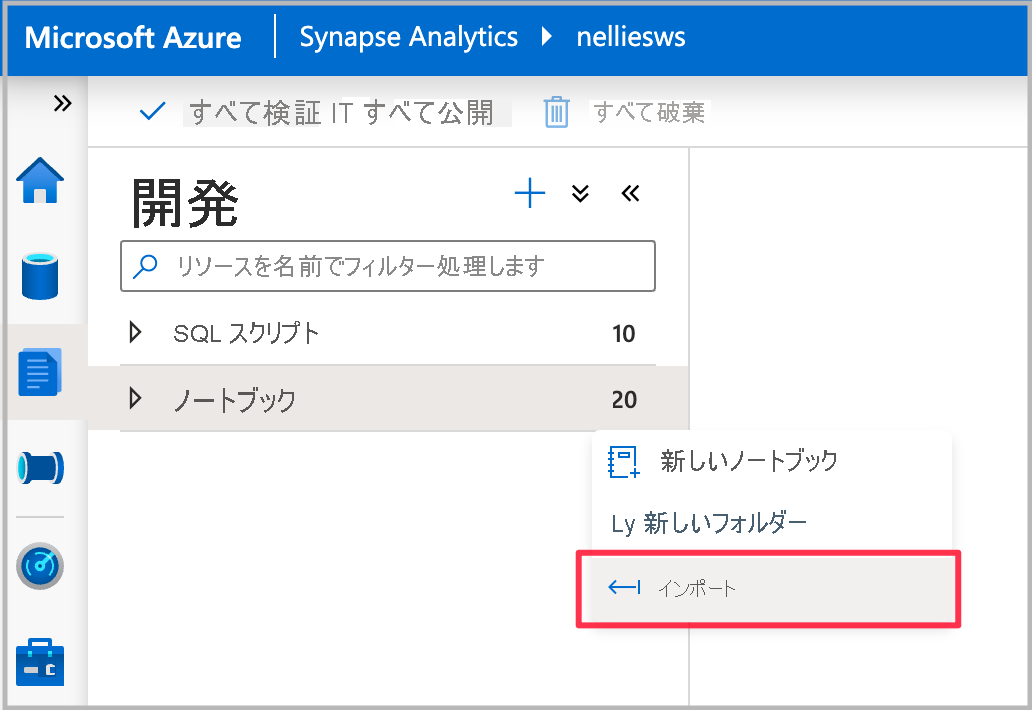 Microsoft Azure Synapse Analytics nelliesws
すべて検証 IT すべて公開 すべて破棄
開発
リソースを名前でフィルター処理します
SQL スクリプト 10
ノートブック 20
新しいノートブック
Ly 新しいフォルダー
インポート